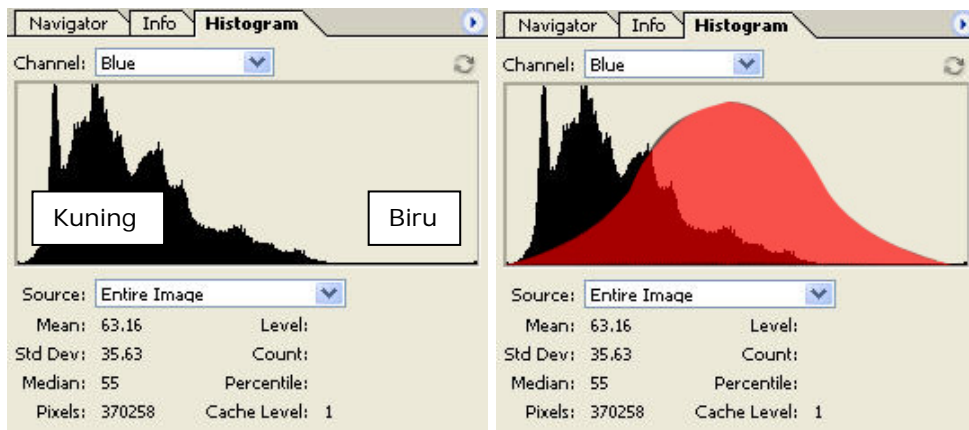 Navigator Info Histogram
Channel: Blue
Kuning Biru
Source: Entire Image
Mean: 63.16 Level:
Std Dev: 35.63 Count:
Median: 55 Percentile:
Pixels: 370258 Cache Level: 1
Navigator Info Histogram
Channel: Blue
Source: Entire Image
Mean: 63.16 Level:
Std Dev: 35.63 Count:
Median: 55 Percentile:
Pixels: 370258 Cache Level: 1